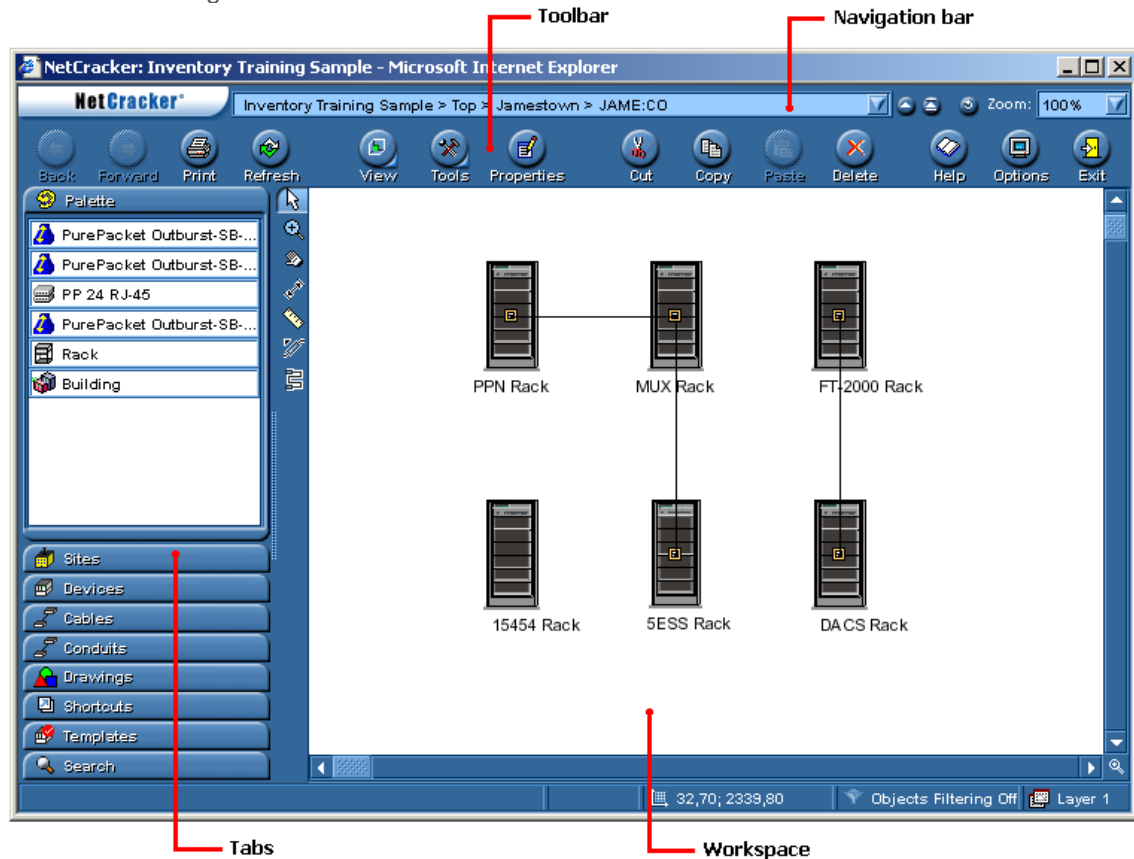 Toolbar
Navigation bar
NetCracker: Inventory Training Sample - Microsoft Internet Explorer
NetCracker®
Inventory Training Sample > Top > Jamestown > JAME:CO
Zoom: 100%
Back Forward Print Refresh View Tools Properties Cut Copy Paste Delete Help Options Exit
Palette
PurePacket Outburst-SB-...
PurePacket Outburst-SB-...
PP 24 RJ-45
PurePacket Outburst-SB-...
Rack
Building
PPN Rack MUX Rack FT-2000 Rack
15454 Rack 5ESS Rack DACS Rack
Sites
Devices
Cables
Conduits
Drawings
Shortcuts
Templates
Search
32,70; 2339,80 Objects Filtering Off Layer 1
Tabs
Workspace